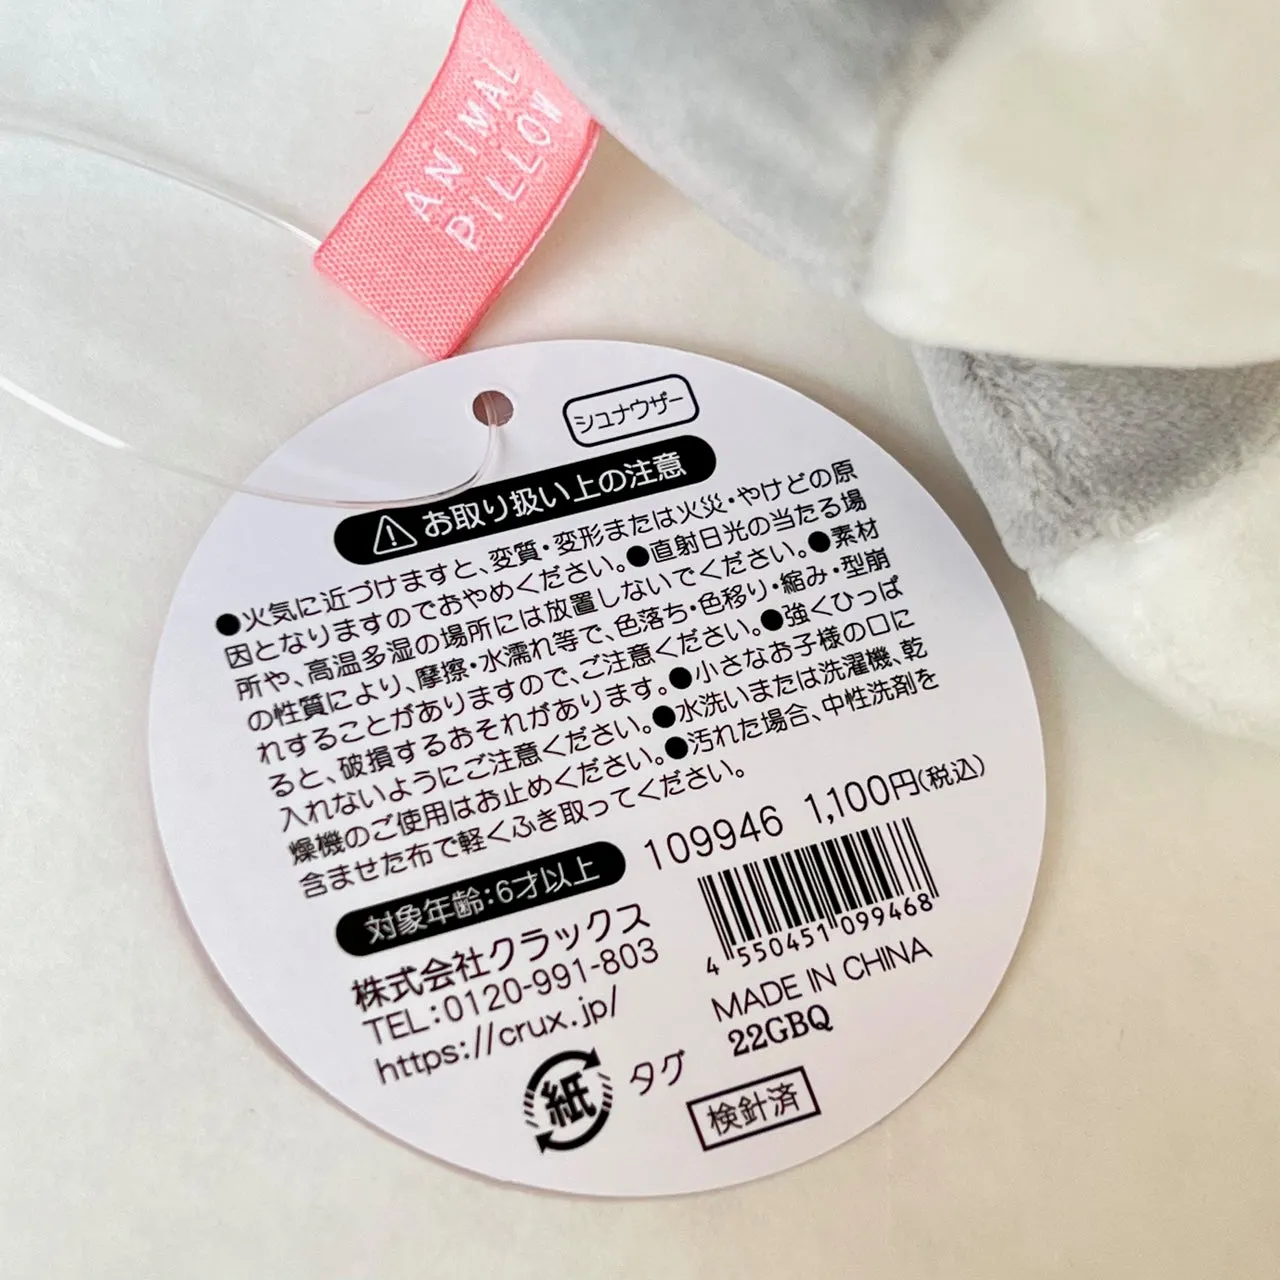 ANIMAL
PILLOW
シュナウザー
お取り扱い上の注意
●火気に近づけますと、変質・変形または火災・やけどの原
因となりますのでおやめください。●直射日光の当たる場
所や、高温多湿の場所には放置しないでください。●素材
の性質により、摩擦・水濡れ等で、色落ち・色移り・縮み・型崩
れすることがありますので、ご注意ください。●強くひっぱ
ると、破損するおそれがあります。●小さなお子様の口に
入れないようにご注意ください。●水洗いまたは洗濯機、乾
燥機のご使用はお止めください。●汚れた場合、中性洗剤を
含ませた布で軽くふき取ってください。
対象年齢：6才以上
109946 1,100円(税込)
株式会社クラックス
TEL：0120-991-803
https://crux.jp/
4 550451 099468
MADE IN CHINA
22GBQ
紙 タグ
検針済